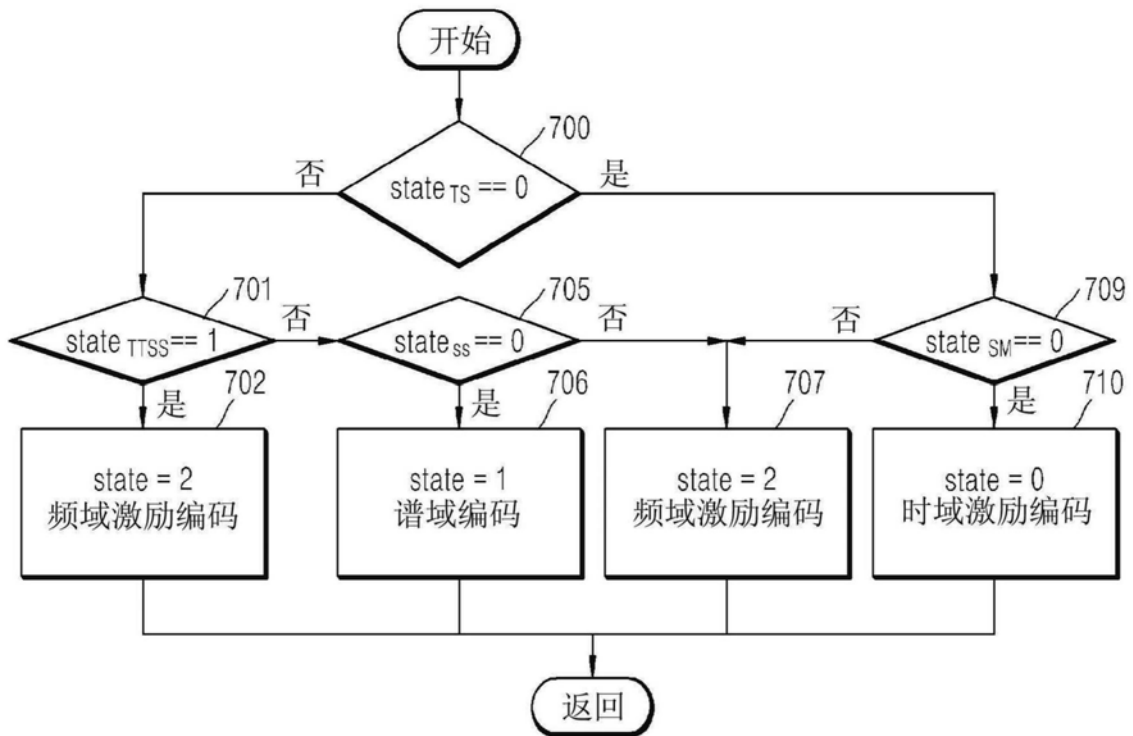 开始
700
否
是
state TS == 0
701
705
709
否
否
否
state TTSS == 1
state ss == 0
state SM == 0
702
706
707
710
是
是
是
state = 2
频域激励编码
state = 1
谱域编码
state = 2
频域激励编码
state = 0
时域激励编码
返回